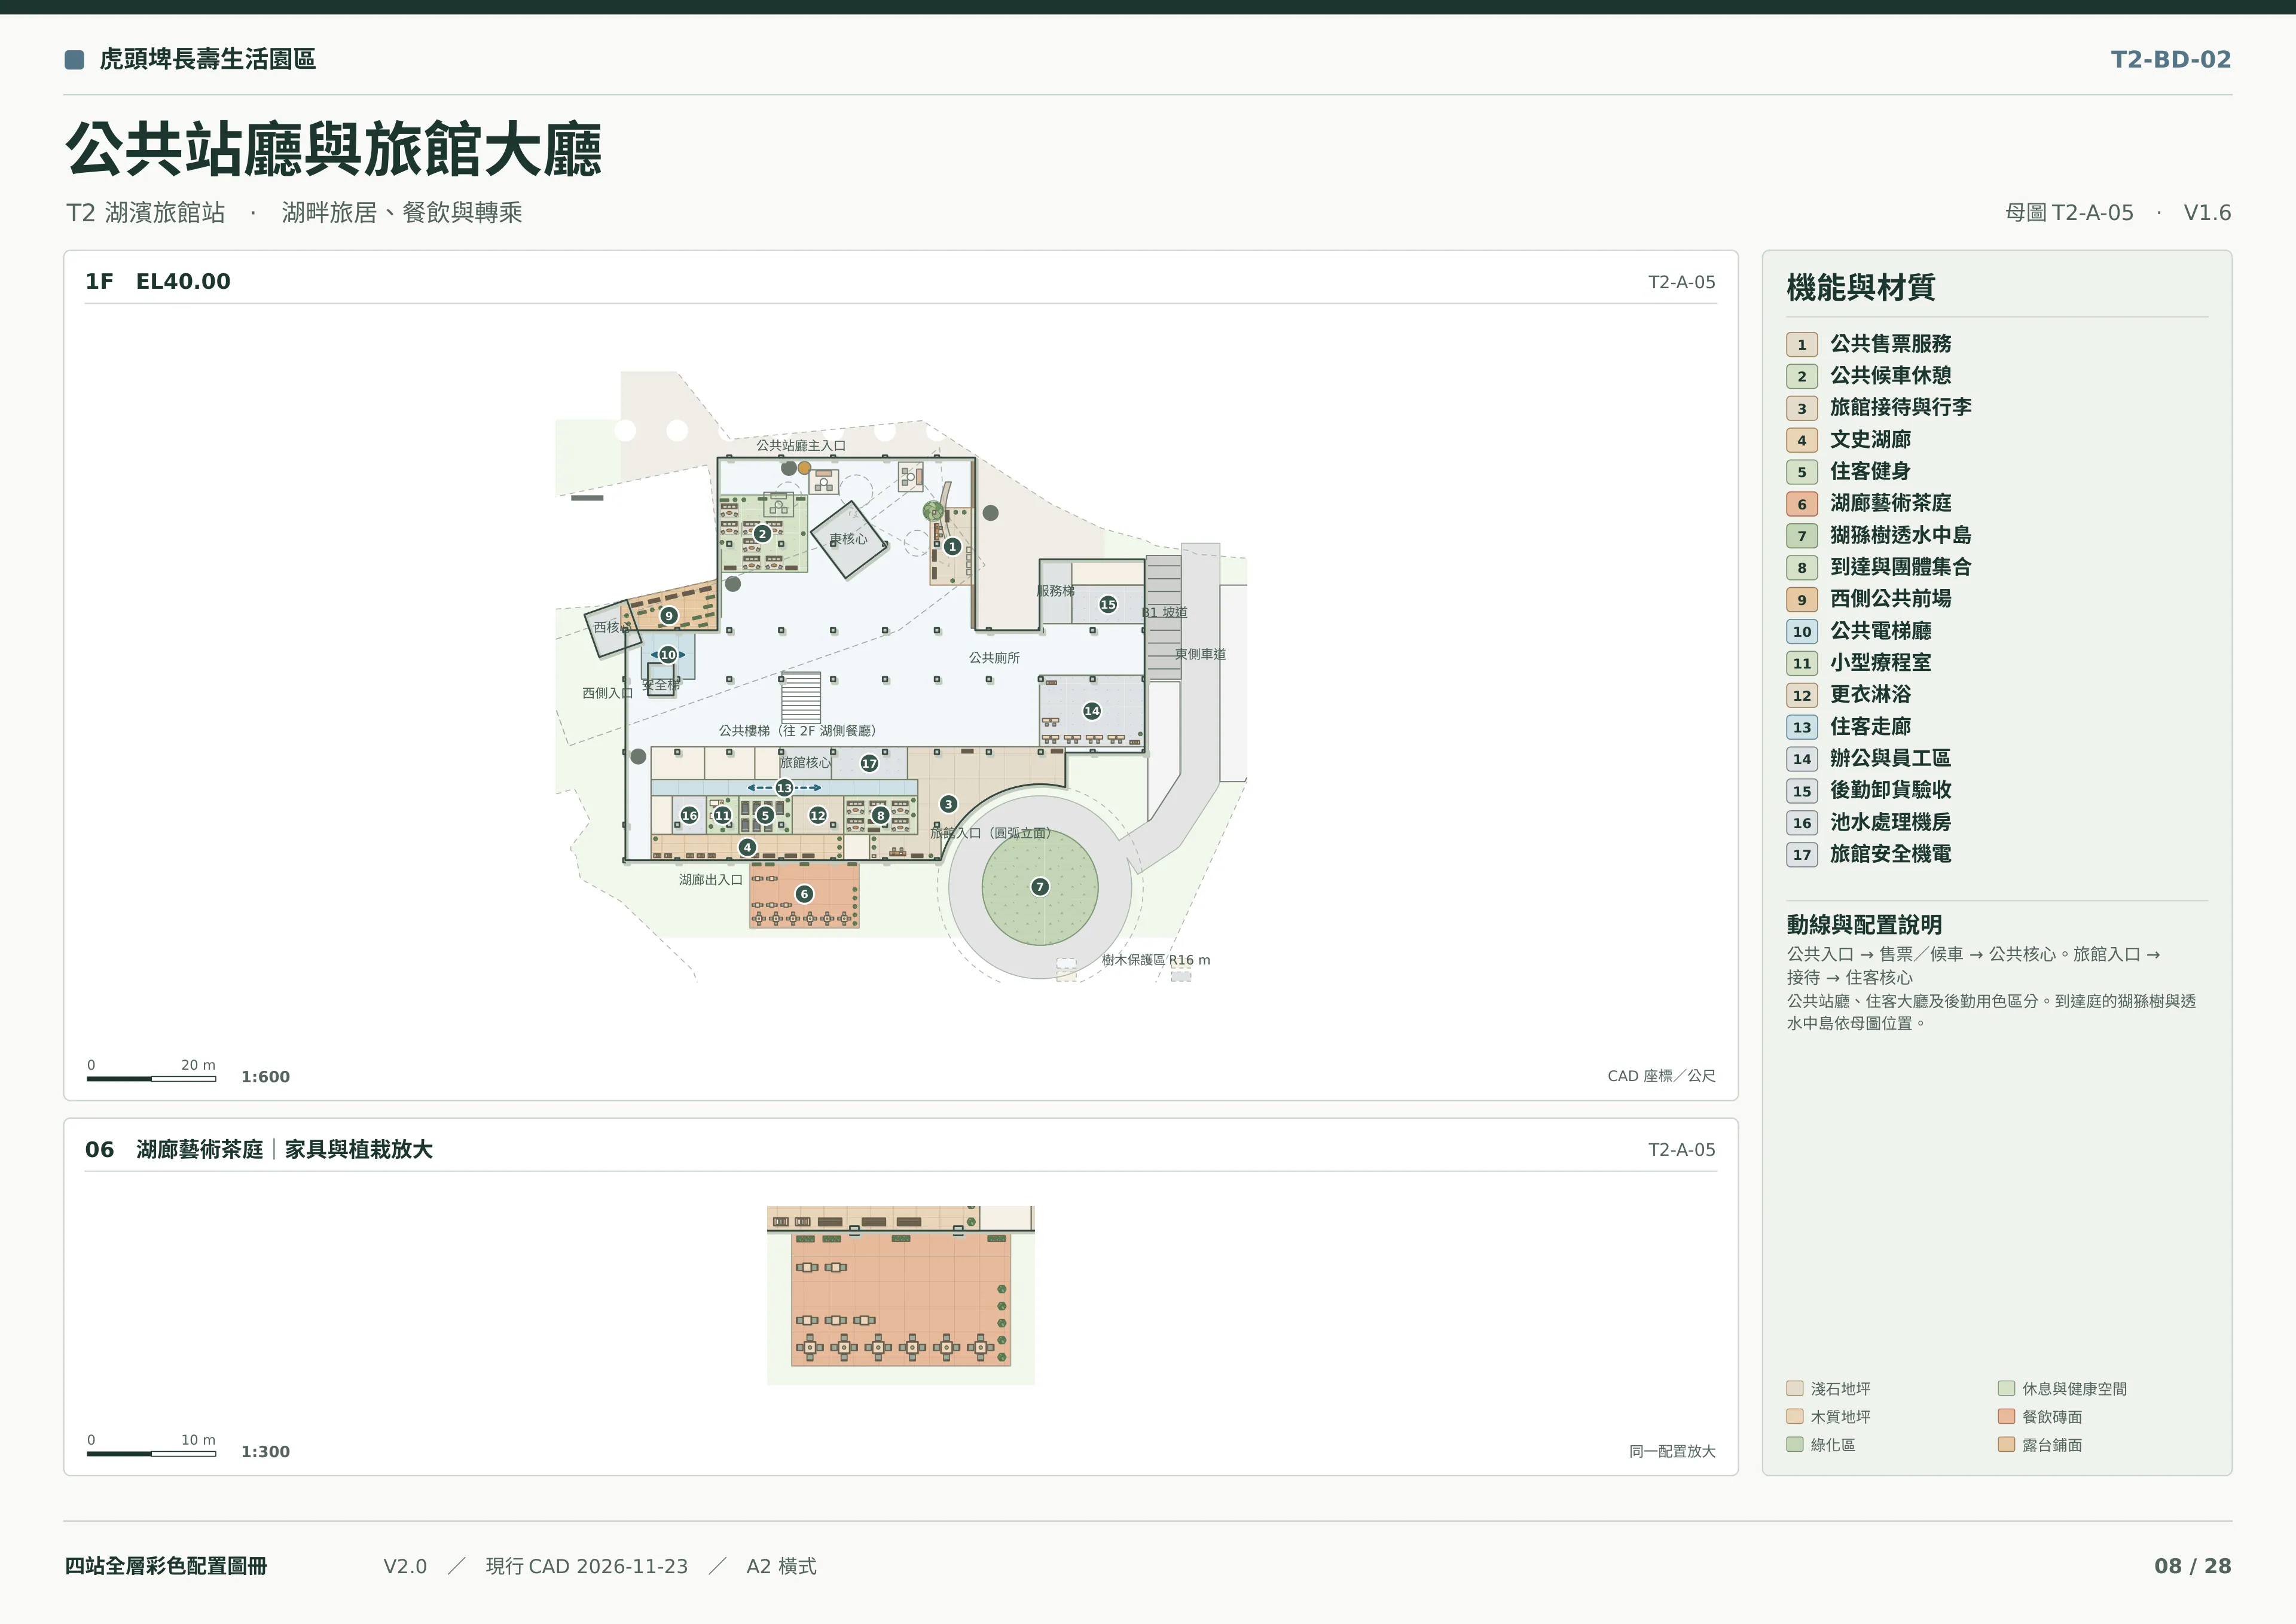 虎頭埤長壽生活園區
T2-BD-02
公共站廳與旅館大廳
T2 湖濱旅館站 · 湖畔旅居、餐飲與轉乘
母圖 T2-A-05 · V1.6
1F EL40.00
T2-A-05
公共站廳主入口
2
東核心
1
服務梯
15
B1 坡道
9
西核心
10
公共廁所
東側車道
安全梯
西側入口
14
公共樓梯（往 2F 湖側餐廳）
旅館核心
17
13
3
16
11
5
12
8
旅館入口（圓弧立面）
4
湖廊出入口
6
7
樹木保護區 R16 m
0 20 m 1:600
CAD 座標／公尺
06 湖廊藝術茶庭｜家具與植栽放大
T2-A-05
0 10 m 1:300
同一配置放大
機能與材質
1 公共售票服務
2 公共候車休憩
3 旅館接待與行李
4 文史湖廊
5 住客健身
6 湖廊藝術茶庭
7 獼猻樹透水中島
8 到達與團體集合
9 西側公共前場
10 公共電梯廳
11 小型療程室
12 更衣淋浴
13 住客走廊
14 辦公與員工區
15 後勤卸貨驗收
16 池水處理機房
17 旅館安全機電
動線與配置說明
公共入口 → 售票／候車 → 公共核心。旅館入口 →
接待 → 住客核心
公共站廳、住客大廳及後勤用色區分。到達庭的猢猻樹與透
水中島依母圖位置。
淺石地坪
休息與健康空間
木質地坪
餐飲磚面
綠化區
露台鋪面
四站全層彩色配置圖冊
V2.0 ／ 現行 CAD 2026-11-23 ／ A2 橫式
08 / 28